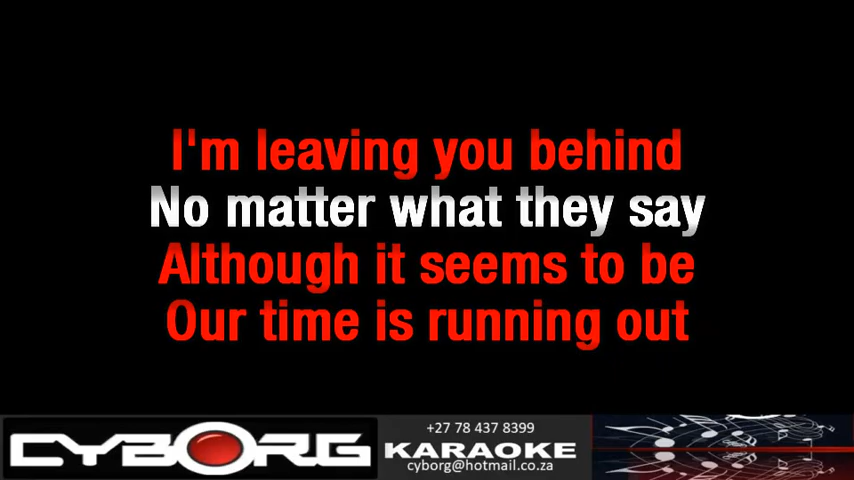 I'm leaving you behind
No matter what they say
Although it seems to be
Our time is running out
CYBORG
+27 78 437 8399
KARAOKE
cyborg@hotmail.co.za